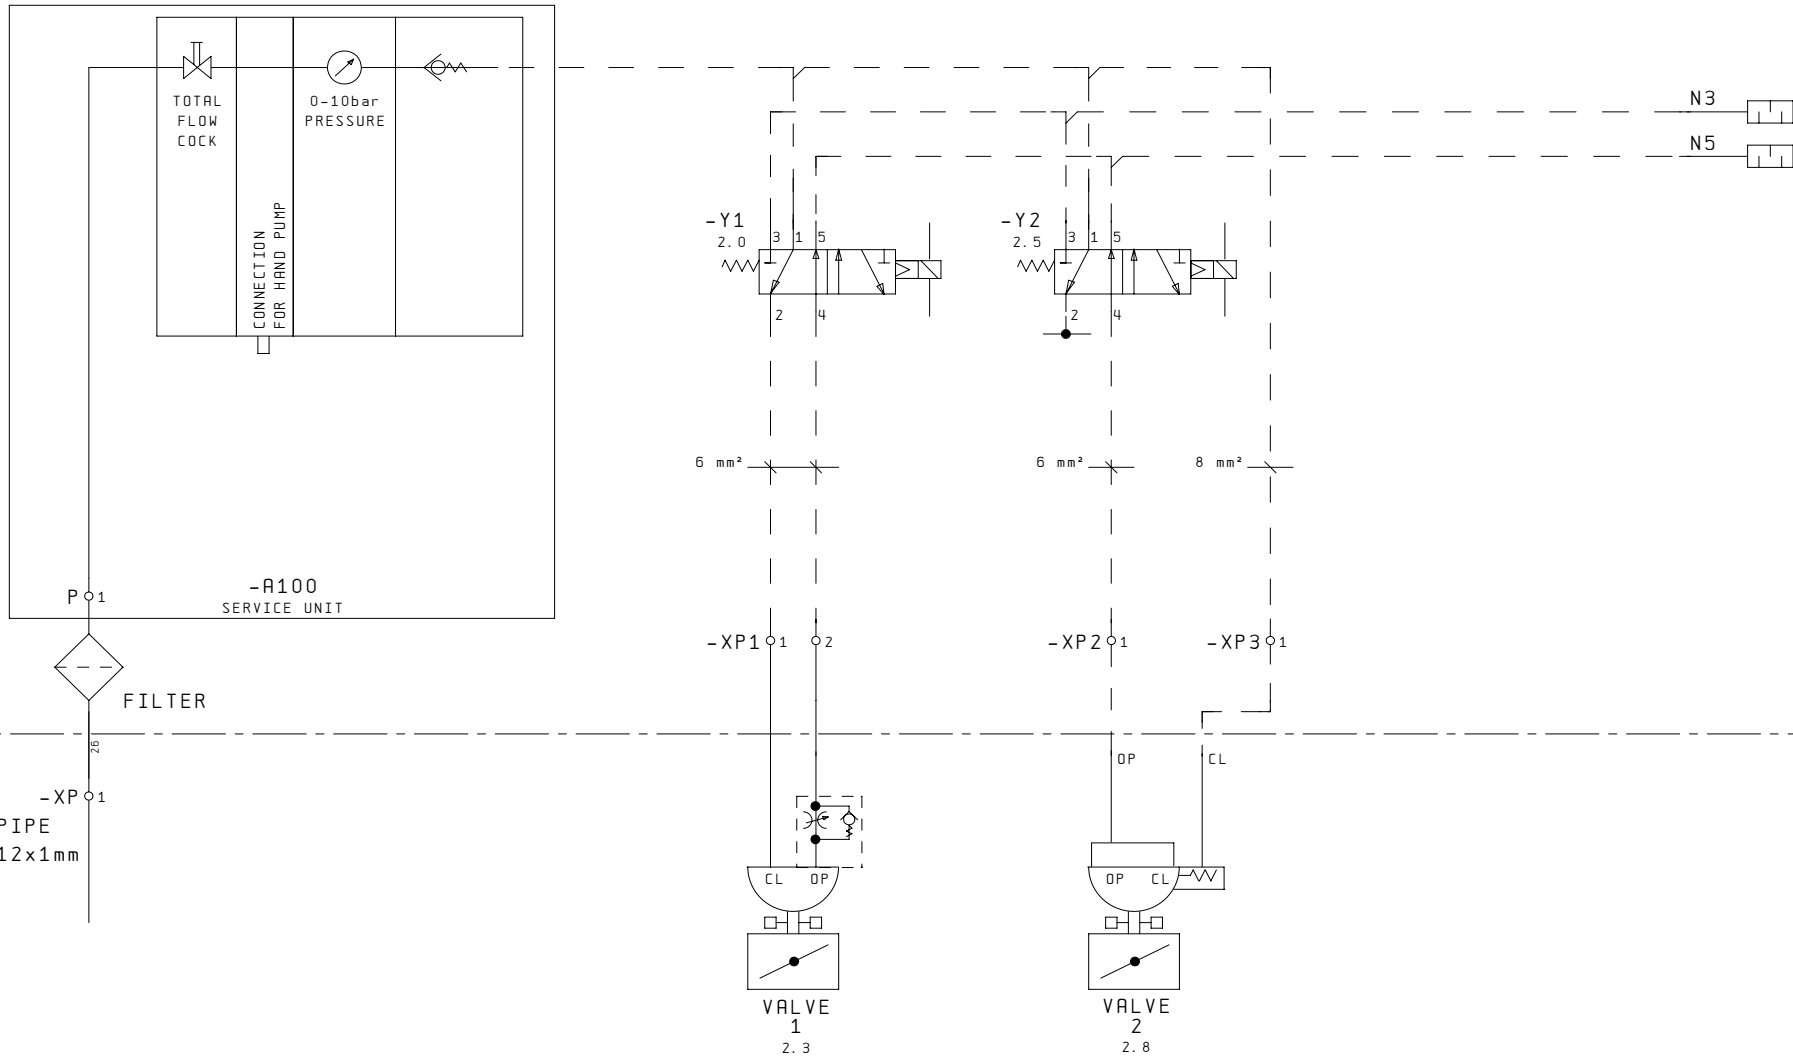 TOTAL
FLOW
COCK
0-10bar
PRESSURE
CONNECTION
FOR HAND PUMP
N3
N5
-Y1
2.0
3 1 5
2 4
-Y2
2.5
3 1 5
2 4
6 mm²
6 mm²
8 mm²
P 1
-A100
SERVICE UNIT
-XP1 1 2
-XP2 1
-XP3 1
FILTER
26
OP
CL
-XP 1
PIPE
12x1mm
CL OP
OP CL
VALVE
1
2.3
VALVE
2
2.8